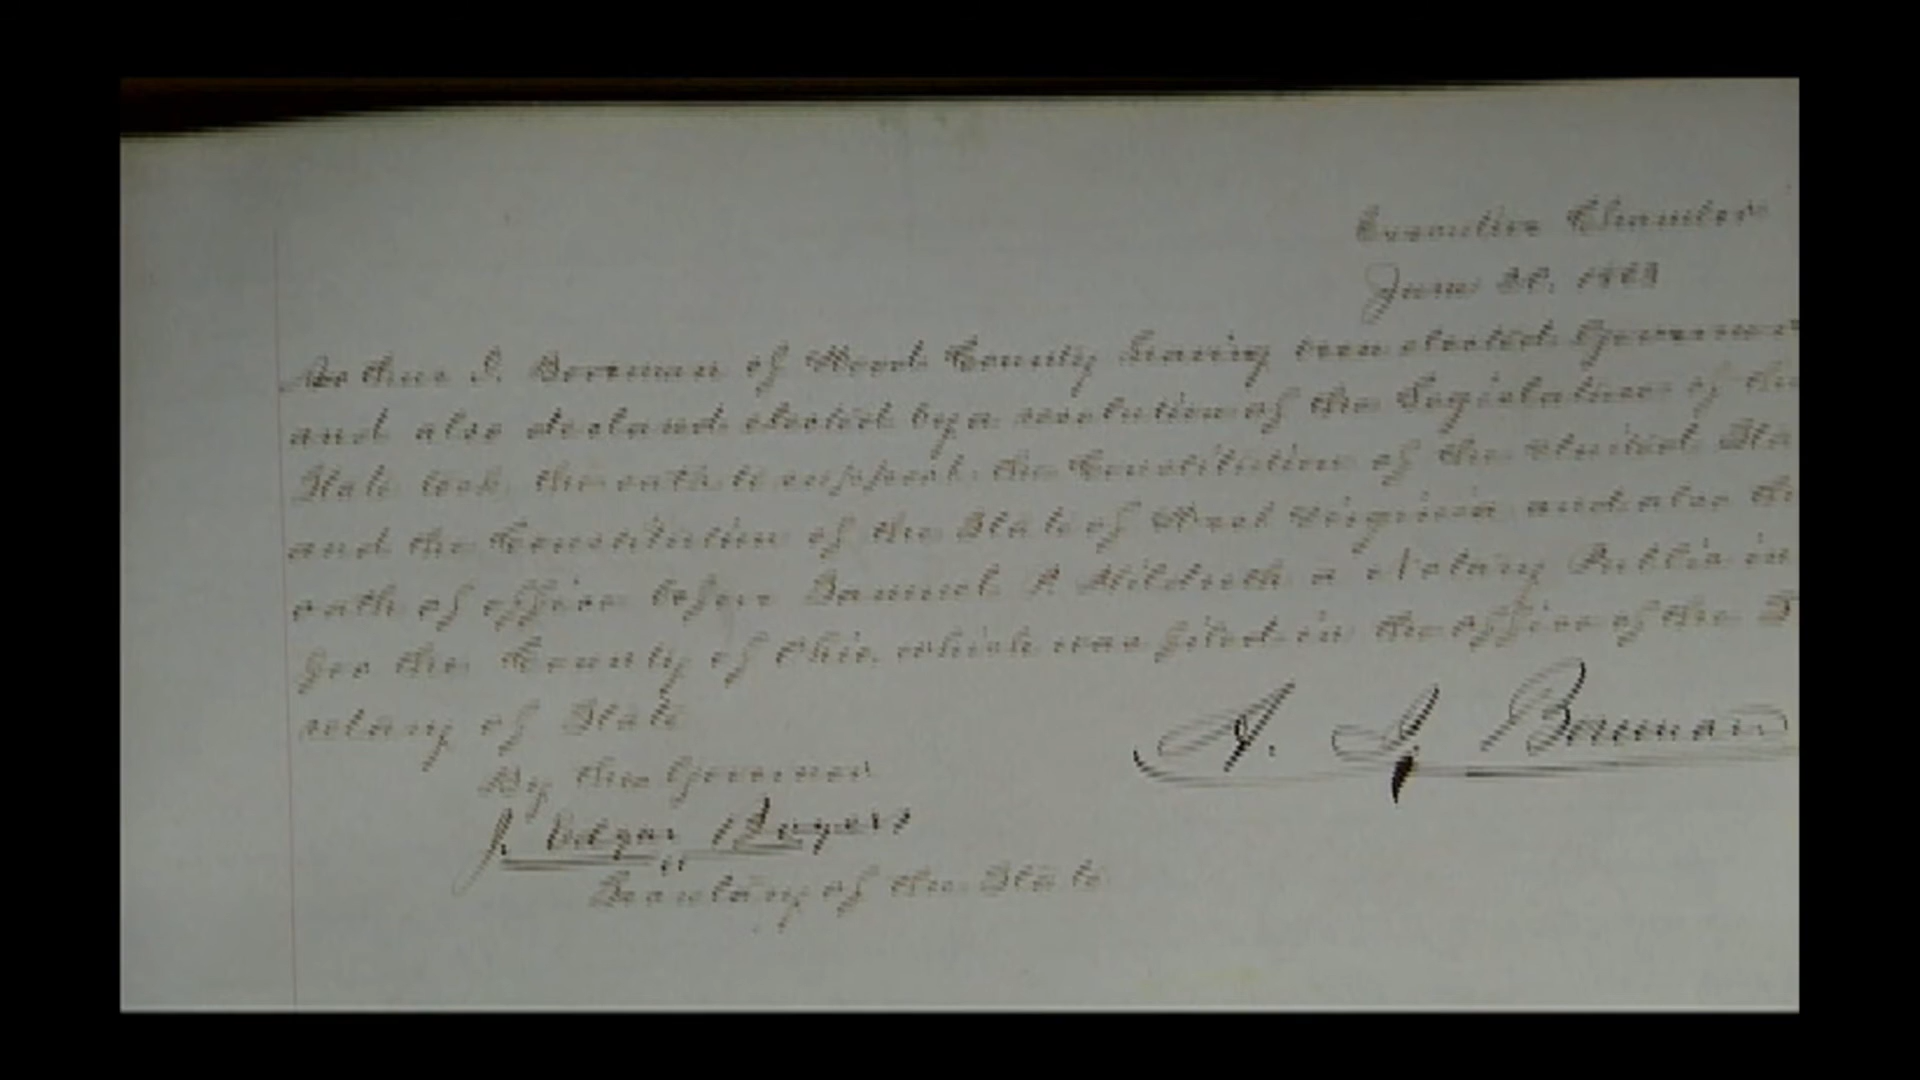 Executive Chamber
June 20. 1863
Arthur I. Boreman of Wood County having been elected Governor
and also declared elected by a resolution of the Legislature of the
State took the oath to support the Constitution of the United Sta
and the Constitution of the State of West Virginia and also the
oath of office before Samuel P. Hildreth a Notary Public in
for the County of Ohio, which was filed in the office of the S
retary of State
A. I. Boreman
By the Governor
J. Edgar Boyers
Secretary of the State